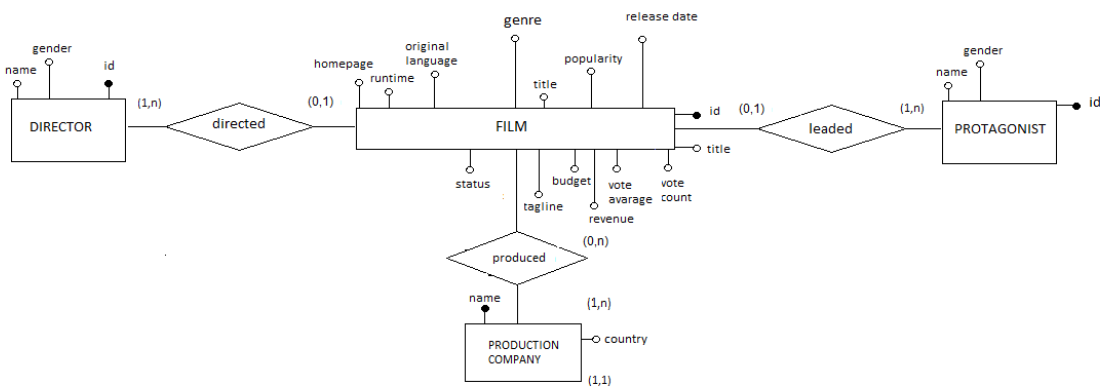 genre
release date
gender
original
language
gender
name
id
homepage
runtime
title
popularity
name
id
(1,n)
(0,1)
id
(0,1)
(1,n)
DIRECTOR
directed
FILM
leaded
PROTAGONIST
title
status
budget
vote
avarage
vote
count
tagline
revenue
(0,n)
produced
name
(1,n)
PRODUCTION
COMPANY
country
(1,1)